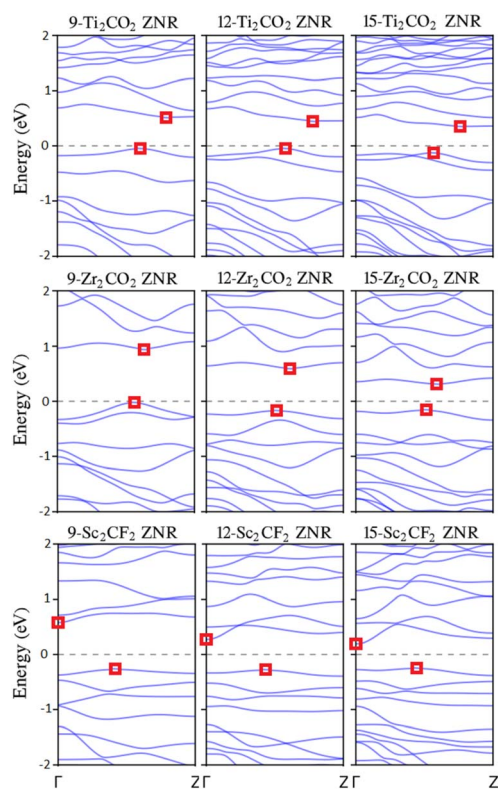 9-Ti₂CO₂ ZNR 12-Ti₂CO₂ ZNR 15-Ti₂CO₂ ZNR
2
1
0
-1
-2
Energy (eV)
9-Zr₂CO₂ ZNR 12-Zr₂CO₂ ZNR 15-Zr₂CO₂ ZNR
2
1
0
-1
-2
Energy (eV)
9-Sc₂CF₂ ZNR 12-Sc₂CF₂ ZNR 15-Sc₂CF₂ ZNR
2
1
0
-1
-2
Energy (eV)
Γ Z Γ Z Γ Z